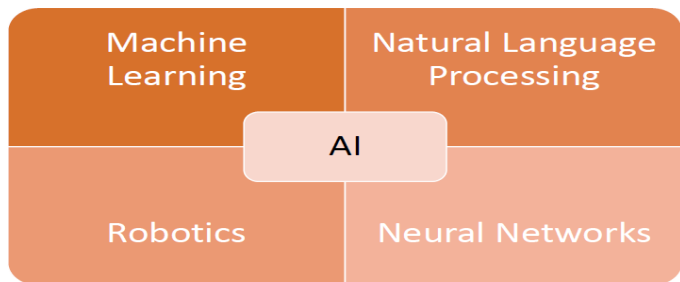 Machine
Learning
Natural Language
Processing
AI
Robotics
Neural Networks